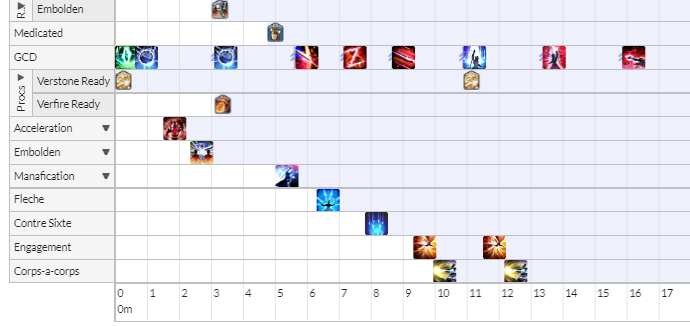 R... ▶ Embolden
Medicated
GCD
Procs ▶ Verstone Ready
Verfire Ready
Acceleration ▼
Embolden ▼
Manafication ▼
Fleche
Contre Sixte
Engagement
Corps-a-corps
0 1 2 3 4 5 6 7 8 9 10 11 12 13 14 15 16 17
0m